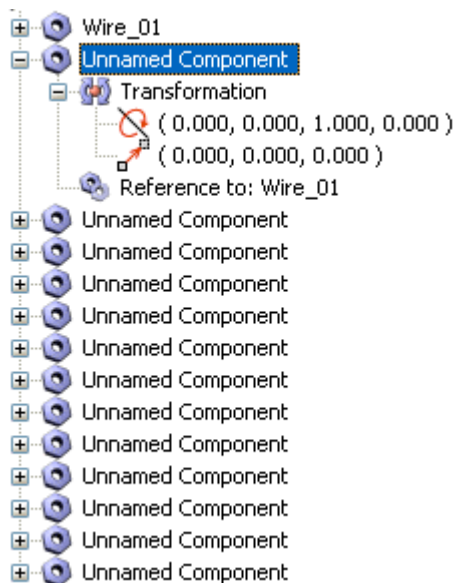 Wire_01
Unnamed Component
Transformation
( 0.000, 0.000, 1.000, 0.000 )
( 0.000, 0.000, 0.000 )
Reference to: Wire_01
Unnamed Component
Unnamed Component
Unnamed Component
Unnamed Component
Unnamed Component
Unnamed Component
Unnamed Component
Unnamed Component
Unnamed Component
Unnamed Component
Unnamed Component
Unnamed Component